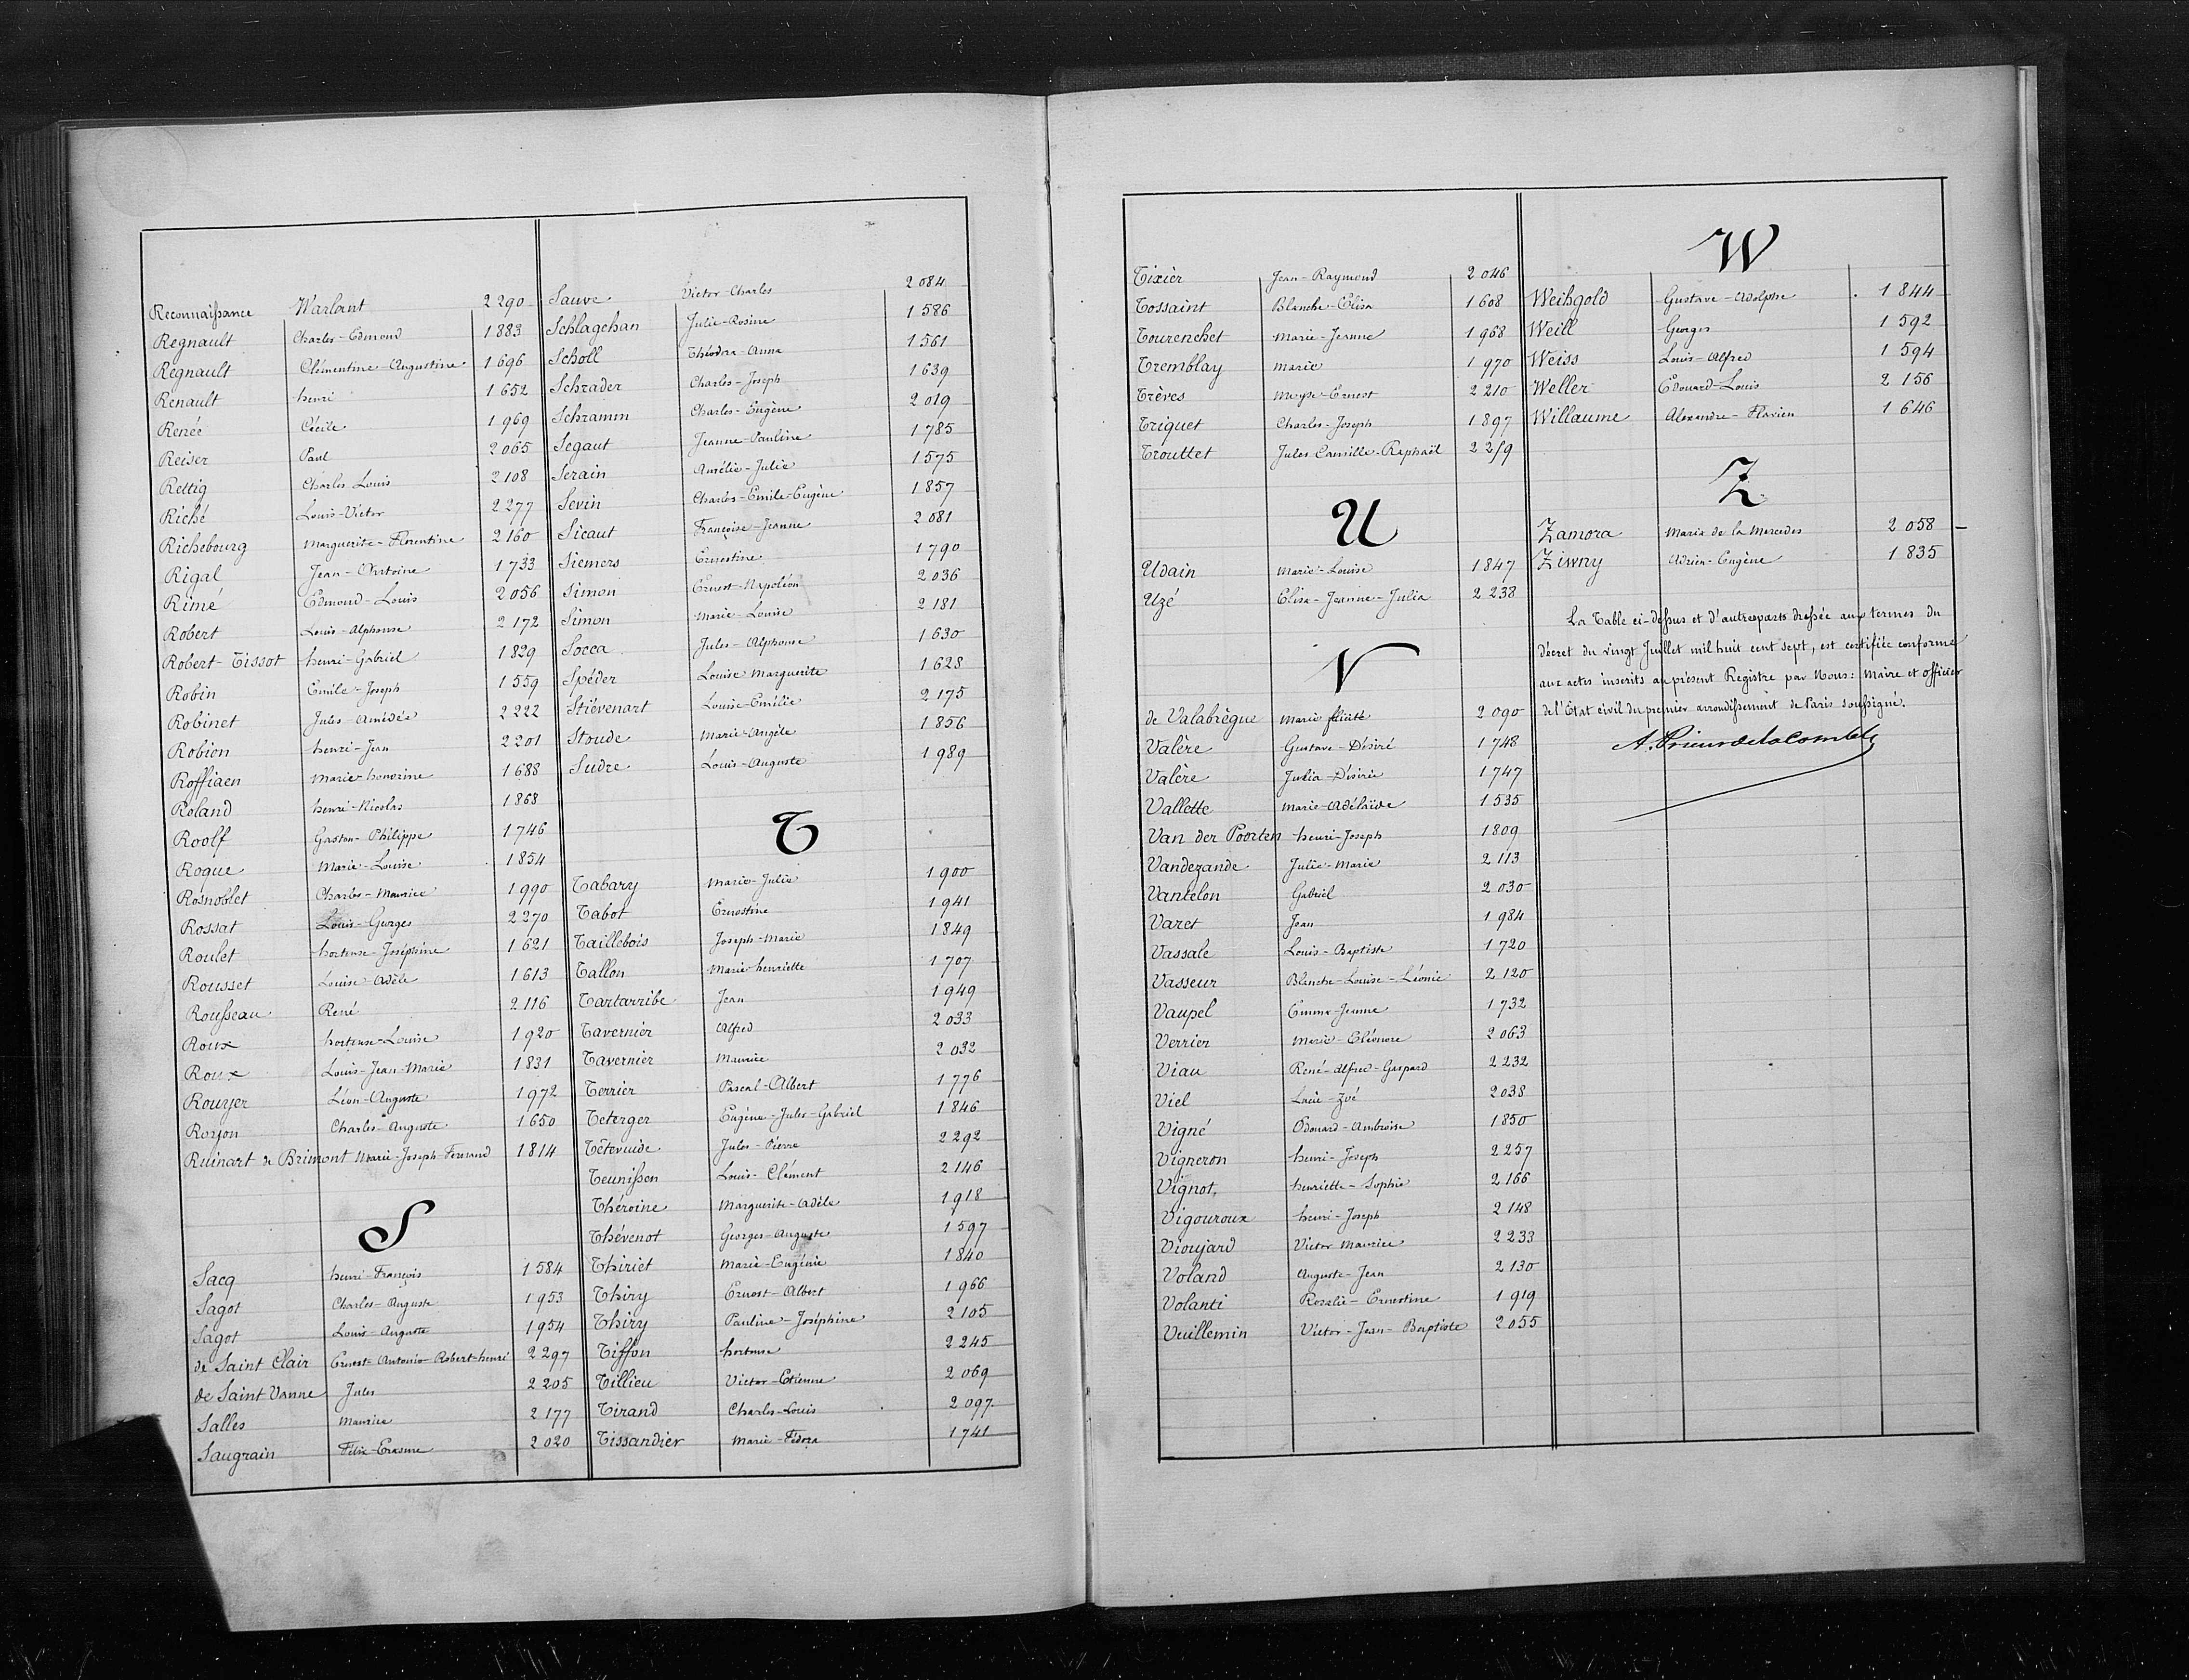 Reconnaissance Warlant 2290
Regnault Charles-Edmond 1883
Regnault Clémentine-Augustine 1696
Renault henri 1652
Renée Cécile 1969
Reiser Paul 2065
Rettig Charles Louis 2108
Riché Louis-Victor 2277
Richebourg Marguerite-Florentine 2160
Rigal Jean-Antoine 1733
Rimé Edmond-Louis 2056
Robert Louis-Alphonse 2172
Robert-Tissot henri-Gabriel 1829
Robin Emile-Joseph 1559
Robinet Jules-Amédée 2222
Robion henri-Jean 2201
Roffiaen Marie-honorine 1688
Roland henri-Nicolas 1868
Roolf Gaston-Philippe 1746
Roque Marie-Louise 1854
Rosnoblet Charles-Maurice 1990
Rossat Louis-Georges 2270
Roulet hortense-Joséphine 1621
Rousset Louise-Adèle 1613
Rousseau René 2116
Roux hortense-Louise 1920
Roux Louis-Jean-Marie 1831
Rouyer Léon-Auguste 1972
Royon Charles-Auguste 1650
Ruinart de Brimont Marie-Joseph-Fernand 1814
S
Sacq henri-François 1584
Sagot Charles-Auguste 1953
Sagot Louis-Auguste 1954
de Saint Clair Ernest-Antonio-Robert-henri 2297
de Saint Vanne Jules 2205
Salles Maurice 2177
Saugrain Félix-Erasme 2020
Sauve Victor Charles 2084
Schlagchan Julie-Rosine 1586
Scholl Théodora-Anna 1561
Schrader Charles-Joseph 1639
Schramm Charles-Eugène 2019
Segaut Jeanne-Pauline 1785
Serain Aurélie-Julie 1575
Sevin Charles-Emile-Eugène 1857
Sicaut Françoise-Jeanne 2081
Siemers Ernestine 1790
Simon Ernest-Napoléon 2036
Simon Marie-Louise 2181
Socca Jules-Alphonse 1630
Spéder Louise Marguerite 1628
Stiévenart Louise-Emélie 2175
Stoude Marie-Angèle 1856
Sudre Louis-Auguste 1989
T
Tabary Marie-Julie 1900
Tabot Ernestine 1941
Taillebois Joseph-Marie 1849
Tallon Marie-henriette 1707
Tartarribe Jean 1949
Tavernier Alfred 2033
Tavernier Maurice 2032
Terrier Pascal-Albert 1776
Teterger Eugène-Jules-Gabriel 1846
Tétevuide Jules-Pierre 2292
Teunissen Louis-Clément 2146
Théroine Marguerite-Adèle 1918
Thévenot Georges-Auguste 1597
Thiriet Marie-Eugénie 1840
Thiry Ernest-Albert 1966
Thiry Pauline-Joséphine 2105
Tiffon hortense 2245
Tillieu Victor-Etienne 2069
Tirand Charles-Louis 2097
Tissandier Marie-Fédora 1741
Tixier Jean-Raymond 2046
Tossaint Blanche-Elisa 1608
Tourenchet Marie-Jeanne 1968
Tremblay Marie 1970
Trèves Moyse-Ernest 2210
Triquet Charles-Joseph 1897
Trouttet Jules-Camille-Raphaël 2259
U
Udain Marie-Louise 1847
Uzé Elisa-Jeanne-Julia 2238
V
de Valabrègue Marie félicité 2090
Valère Gustave-Désiré 1748
Valère Julia-Désirée 1747
Vallette Marie-Adélaïde 1535
Van der Poorten henri-Joseph 1809
Vandezande Julie-Marie 2113
Vantelon Gabriel 2030
Varet Jean 1984
Vassale Louis-Baptiste 1720
Vasseur Blanche-Louise-Léonie 2120
Vaupel Emma-Jeanne 1732
Verrier Marie-Eléonore 2063
Viau René-Alfred-Gaspard 2232
Viel Lucie-Zoé 2038
Vigné Edouard-Ambroise 1850
Vigneron henri-Joseph 2257
Vignot henriette-Sophie 2166
Vigouroux henri-Joseph 2148
Vioujard Victor Maurice 2233
Voland Auguste-Jean 2130
Volanti Rosalie-Ernestine 1919
Vuillemin Victor-Jean-Baptiste 2055
W
Weihgold Gustave-Adolphe 1844
Weill Georges 1592
Weiss Louis-Alfred 1594
Weller Edouard-Louis 2156
Willaume Alexandre-Flavien 1646
Z
Zamora Maria de la Mercedes 2058
Ziwny Adrien-Eugène 1835
La Table ci-dessus et d'autresparts dressée aux termes du
décret du vingt Juillet mil huit cent sept, est certifiée conforme
aux actes inscrits au présent Registre par Nous: Maire et officier
de l'Etat civil du premier arrondissement de Paris soussigné.
A. Prieur de la Comble